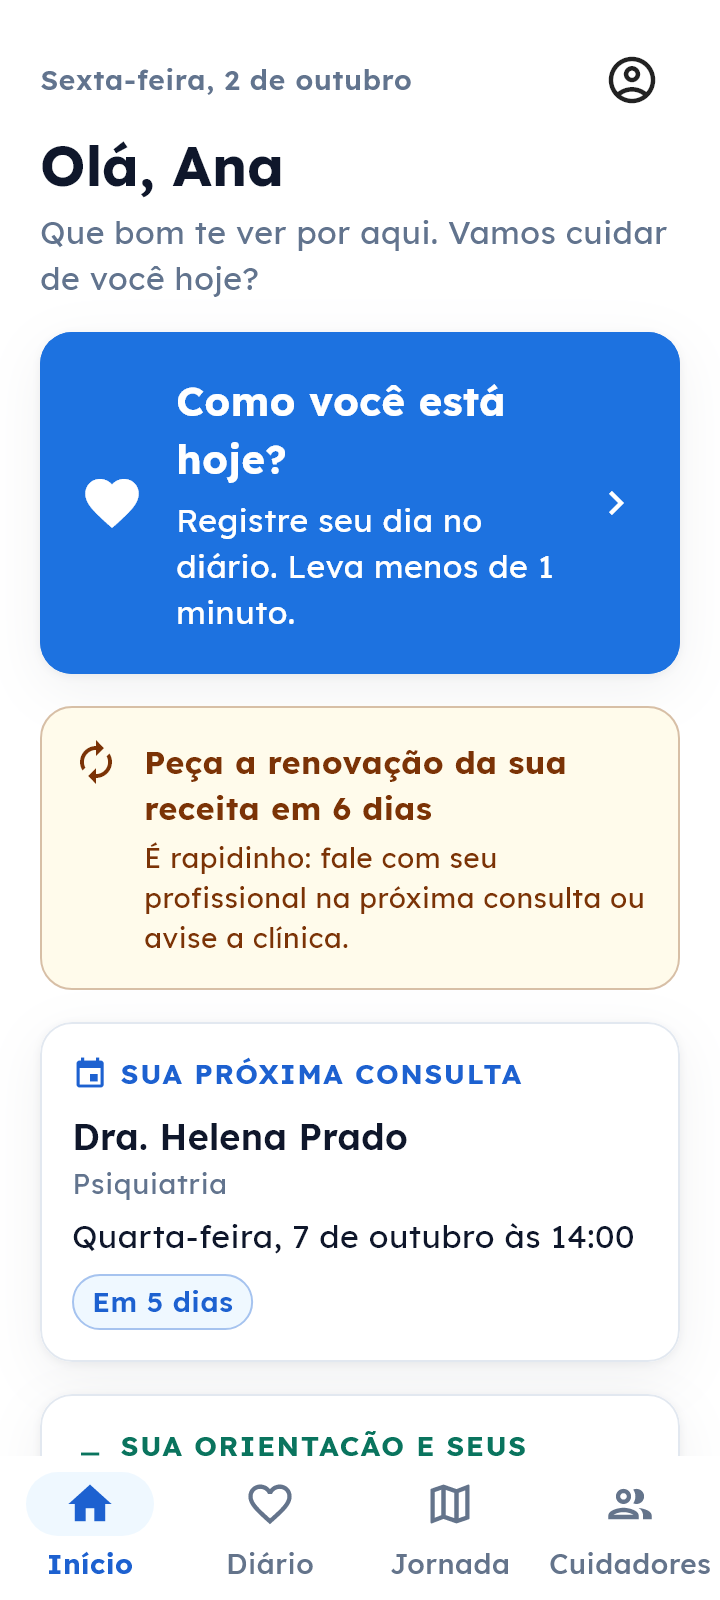 Sexta-feira, 2 de outubro
Olá, Ana
Que bom te ver por aqui. Vamos cuidar
de você hoje?
Como você está
hoje?
Registre seu dia no
diário. Leva menos de 1
minuto.
Peça a renovação da sua
receita em 6 dias
É rapidinho: fale com seu
profissional na próxima consulta ou
avise a clínica.
SUA PRÓXIMA CONSULTA
Dra. Helena Prado
Psiquiatria
Quarta-feira, 7 de outubro às 14:00
Em 5 dias
SUA ORIENTAÇÃO E SEUS
Início
Diário
Jornada
Cuidadores